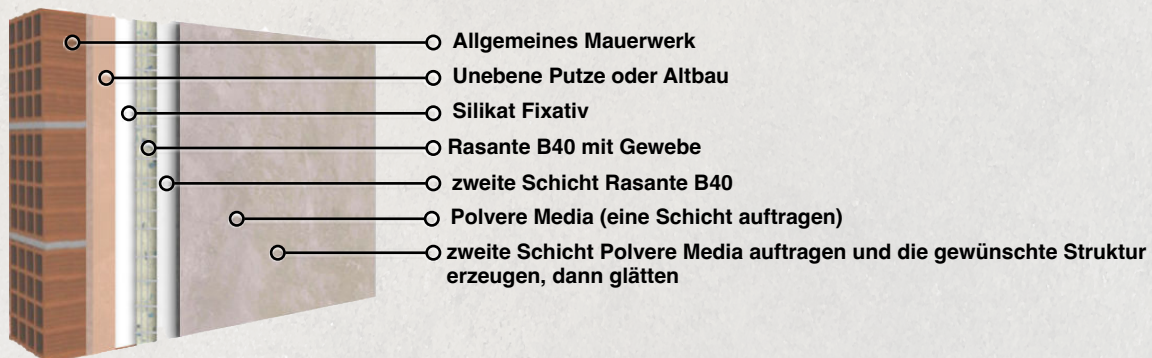 Allgemeines Mauerwerk
Unebene Putze oder Altbau
Silikat Fixativ
Rasante B40 mit Gewebe
zweite Schicht Rasante B40
Polvere Media (eine Schicht auftragen)
zweite Schicht Polvere Media auftragen und die gewünschte Struktur
erzeugen, dann glätten